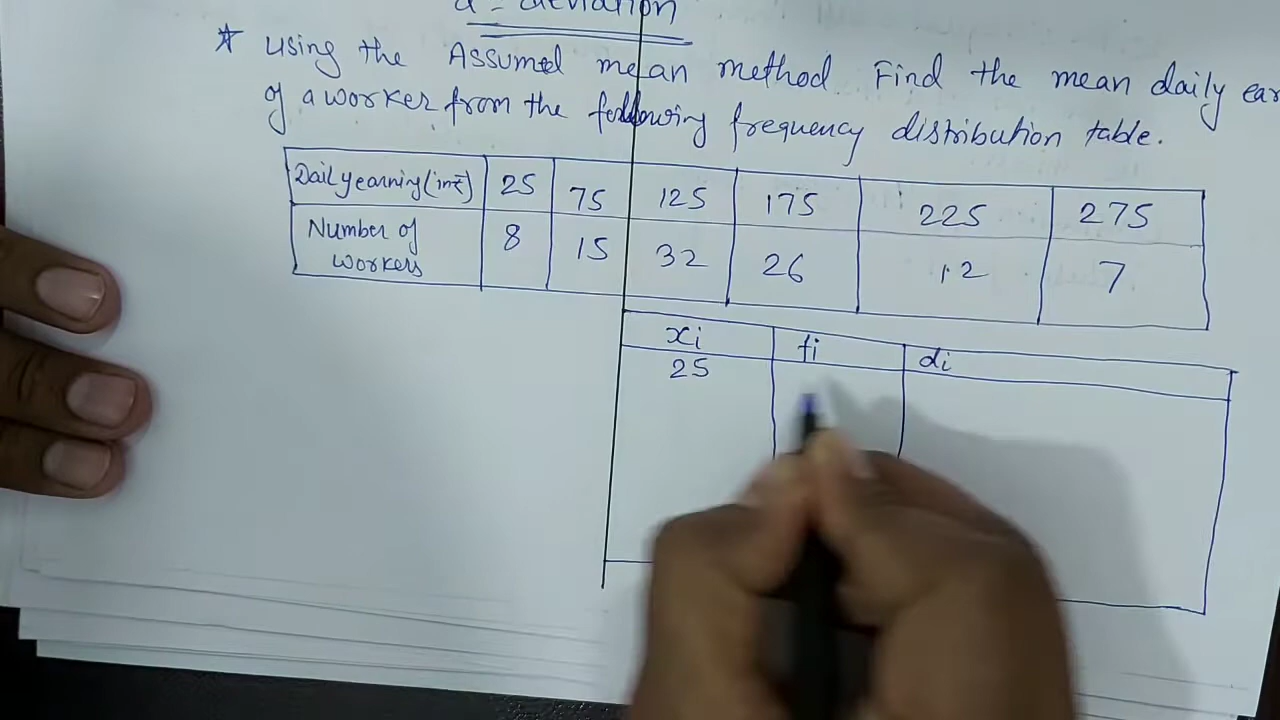 d = deviation
* Using the Assumed mean method. Find the mean daily
of a worker from the following frequency distribution table.
Daily earning (in ₹) 25 75 125 175 225 275
Number of workers 8 15 32 26 12 7
xi fi di
25